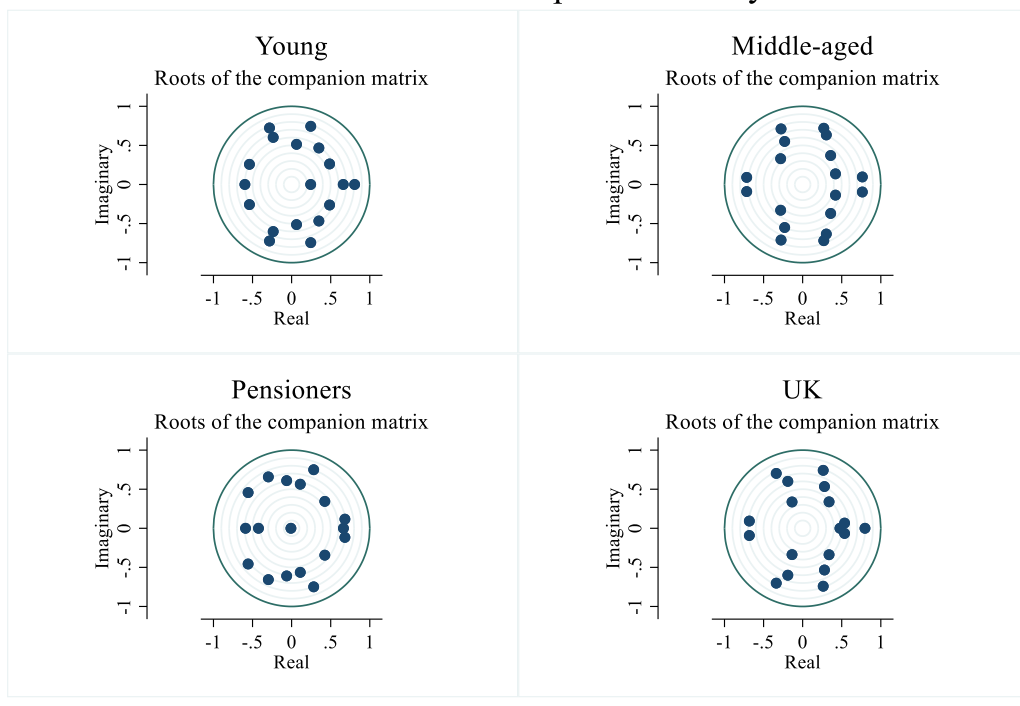 Young
Roots of the companion matrix
1
.5
0
-.5
-1
Imaginary
-1 -.5 0 .5 1
Real
Middle-aged
Roots of the companion matrix
1
.5
0
-.5
-1
Imaginary
-1 -.5 0 .5 1
Real
Pensioners
Roots of the companion matrix
1
.5
0
-.5
-1
Imaginary
-1 -.5 0 .5 1
Real
UK
Roots of the companion matrix
1
.5
0
-.5
-1
Imaginary
-1 -.5 0 .5 1
Real